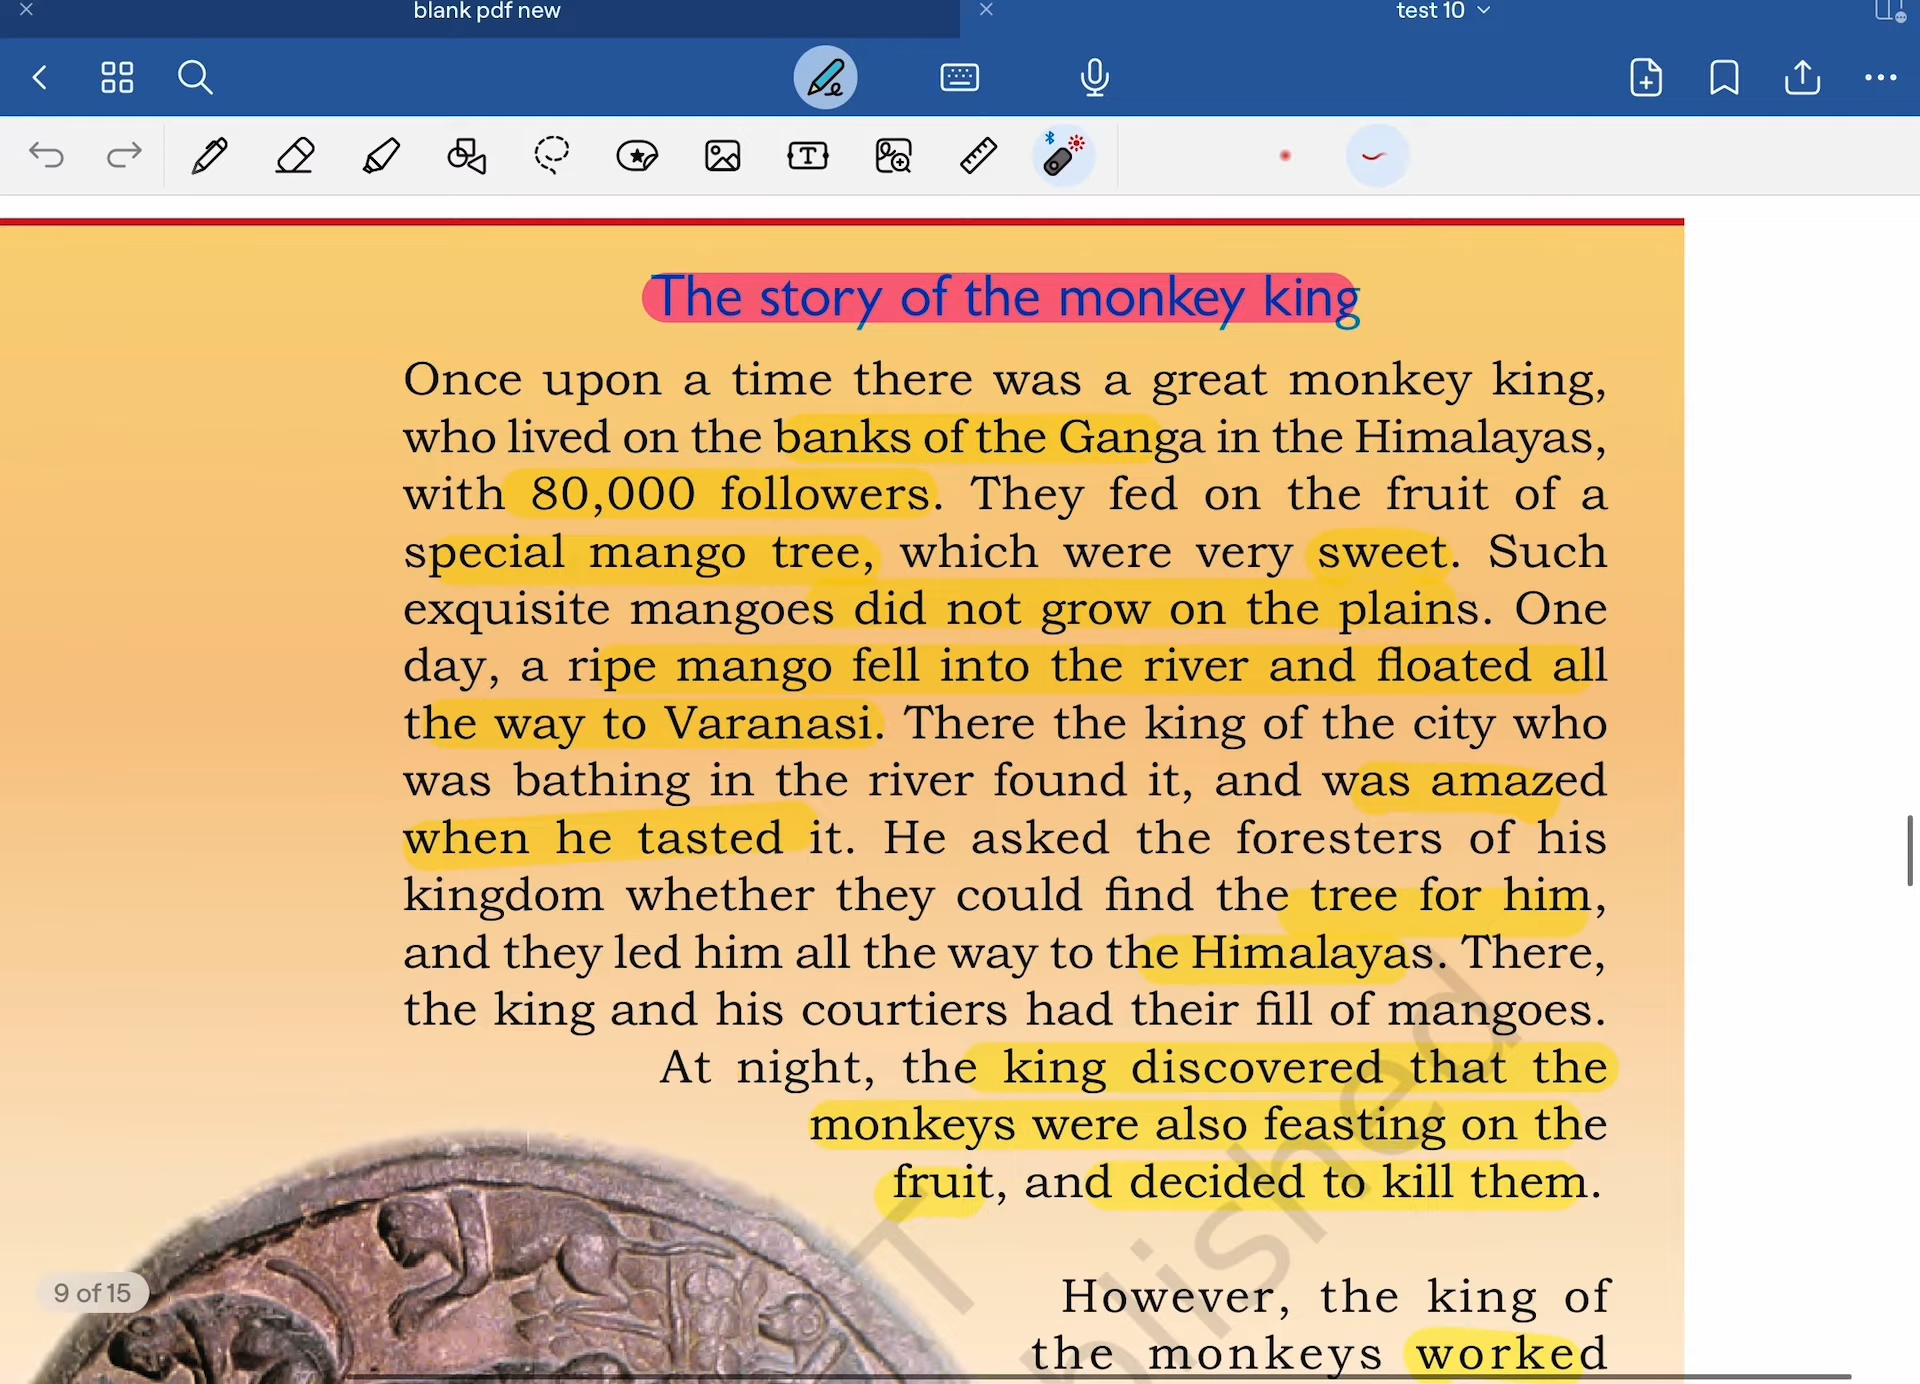 blank pdf new
test 10
The story of the monkey king
Once upon a time there was a great monkey king,
who lived on the banks of the Ganga in the Himalayas,
with 80,000 followers. They fed on the fruit of a
special mango tree, which were very sweet. Such
exquisite mangoes did not grow on the plains. One
day, a ripe mango fell into the river and floated all
the way to Varanasi. There the king of the city who
was bathing in the river found it, and was amazed
when he tasted it. He asked the foresters of his
kingdom whether they could find the tree for him,
and they led him all the way to the Himalayas. There,
the king and his courtiers had their fill of mangoes.
At night, the king discovered that the
monkeys were also feasting on the
fruit, and decided to kill them.
However, the king of
the monkeys worked
9 of 15